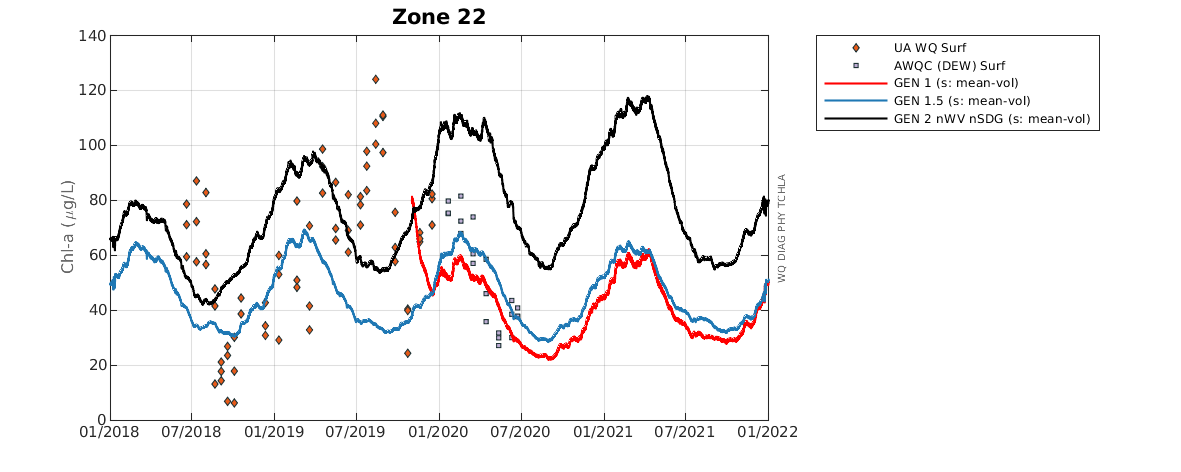 Zone 22
Chl-a (μg/L)
140
120
100
80
60
40
20
0
01/2018 07/2018 01/2019 07/2019 01/2020 07/2020 01/2021 07/2021 01/2022
WQ DIAG PHY TCHLA
UA WQ Surf
AWQC (DEW) Surf
GEN 1 (s: mean-vol)
GEN 1.5 (s: mean-vol)
GEN 2 nWV nSDG (s: mean-vol)